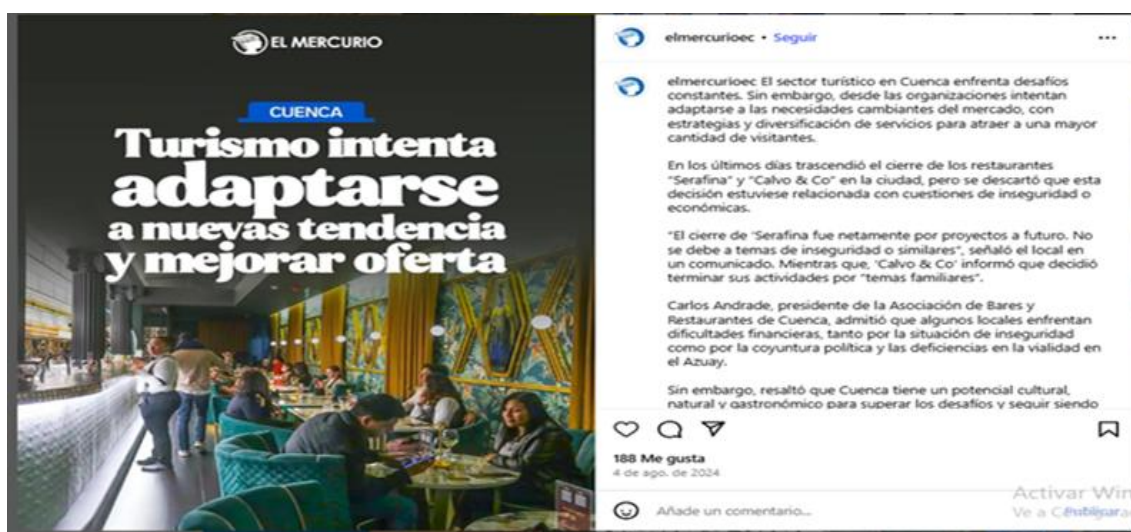 EL MERCURIO
CUENCA
Turismo intenta
adaptarse
a nuevas tendencia
y mejorar oferta
elmercurioec • Seguir
elmercurioec El sector turístico en Cuenca enfrenta desafíos
constantes. Sin embargo, desde las organizaciones intentan
adaptarse a las necesidades cambiantes del mercado, con
estrategias y diversificación de servicios para atraer a una mayor
cantidad de visitantes.
En los últimos días trascendió el cierre de los restaurantes
"Serafina" y "Calvo & Co" en la ciudad, pero se descartó que esta
decisión estuviese relacionada con cuestiones de inseguridad o
económicas.
"El cierre de 'Serafina fue netamente por proyectos a futuro. No
se debe a temas de inseguridad o similares", señaló el local en
un comunicado. Mientras que, 'Calvo & Co' informó que decidió
terminar sus actividades por "temas familiares".
Carlos Andrade, presidente de la Asociación de Bares y
Restaurantes de Cuenca, admitió que algunos locales enfrentan
dificultades financieras, tanto por la situación de inseguridad
como por la coyuntura política y las deficiencias en la vialidad en
el Azuay.
Sin embargo, resaltó que Cuenca tiene un potencial cultural,
natural y gastronómico para superar los desafíos y seguir siendo
188 Me gusta
4 de ago. de 2024
Añade un comentario...
Activar Win
Ve a
Publicar